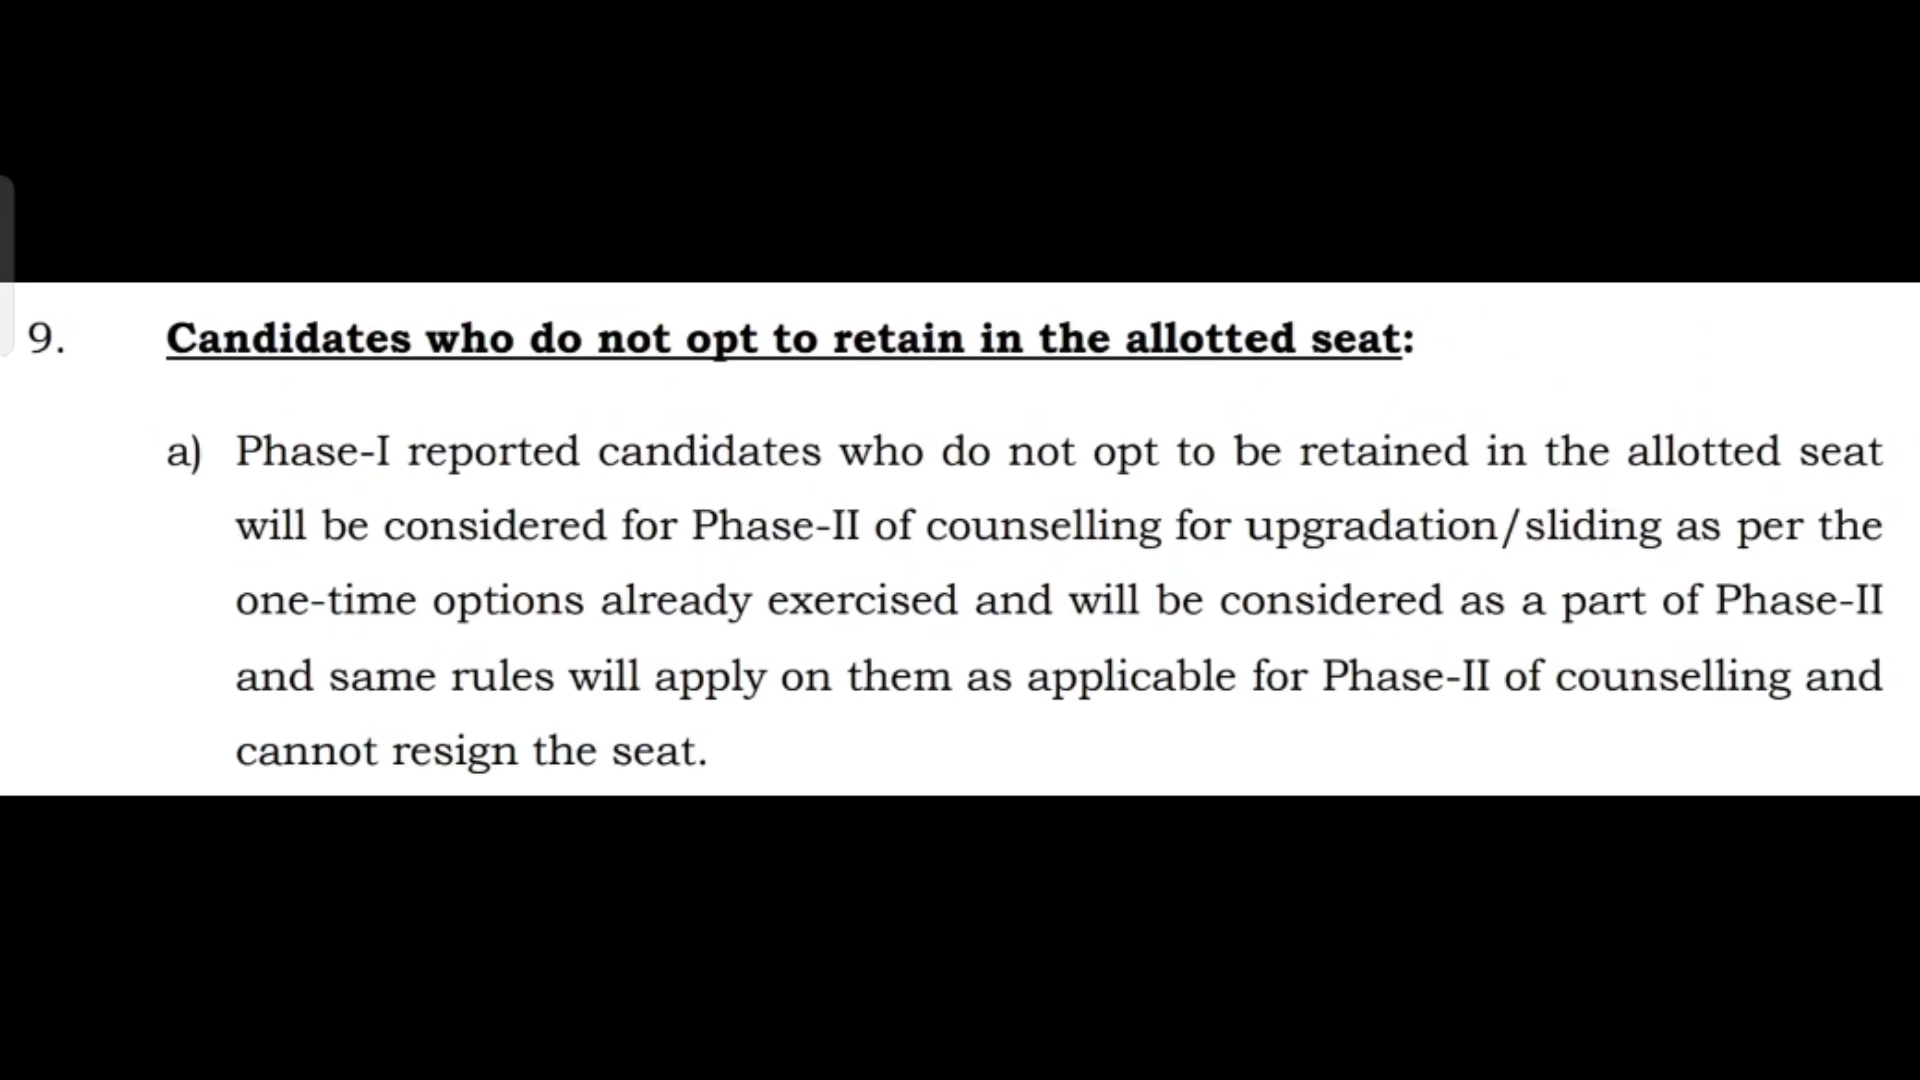 9. Candidates who do not opt to retain in the allotted seat:
a) Phase-I reported candidates who do not opt to be retained in the allotted seat
will be considered for Phase-II of counselling for upgradation/sliding as per the
one-time options already exercised and will be considered as a part of Phase-II
and same rules will apply on them as applicable for Phase-II of counselling and
cannot resign the seat.